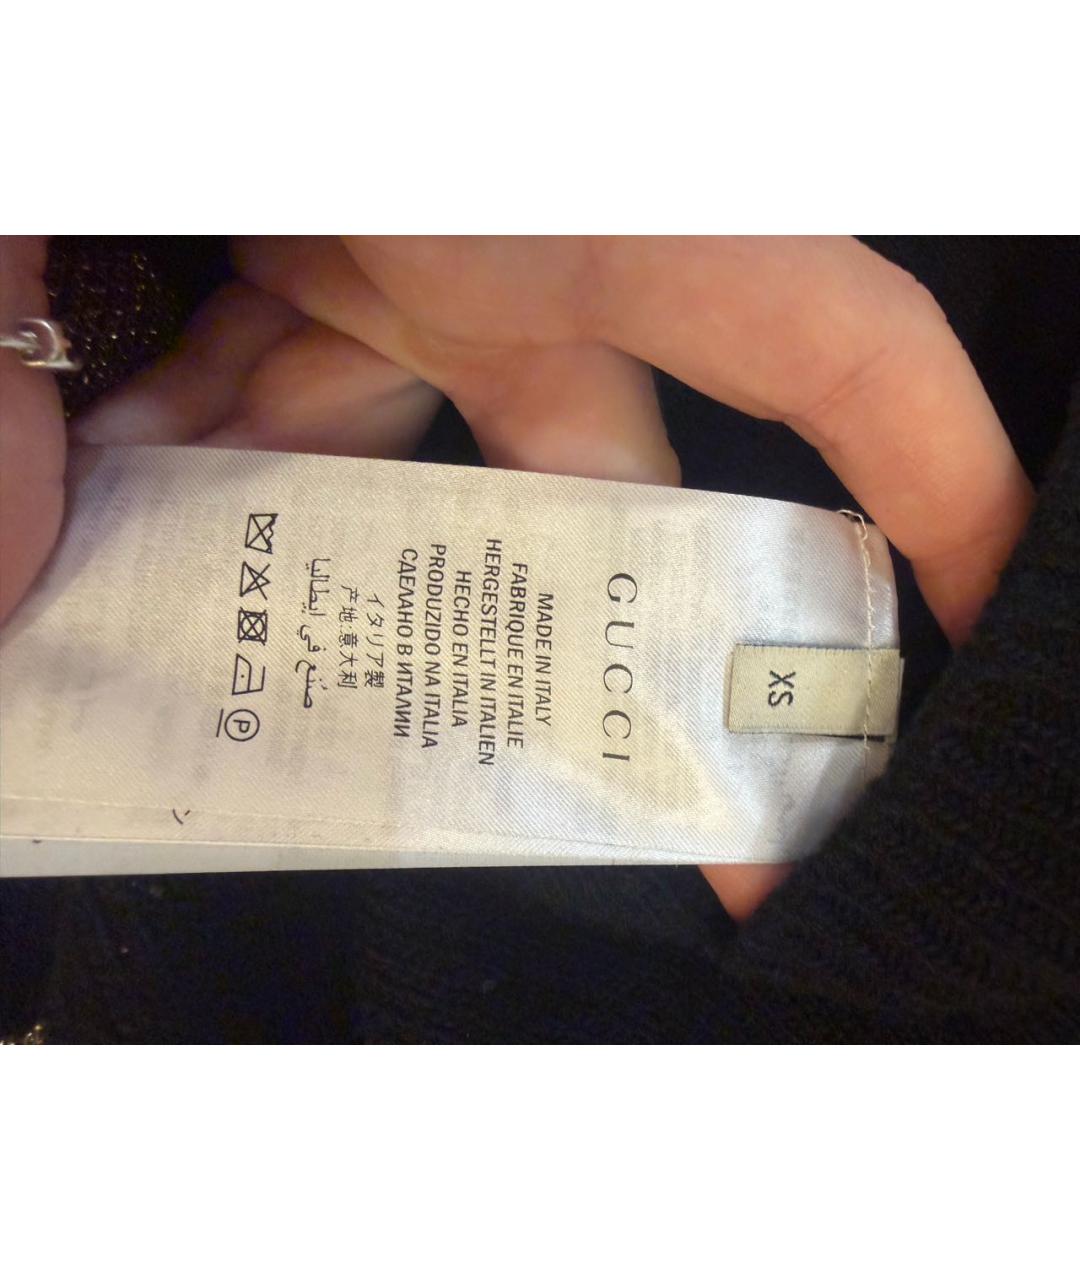 XS
GUCCI
MADE IN ITALY
FABRIQUE EN ITALIE
HERGESTELLT IN ITALIEN
HECHO EN ITALIA
PRODUZIDO NA ITALIA
СДЕЛАНО В ИТАЛИИ
イタリア製
产地:意大利
صنع في إيطاليا
P